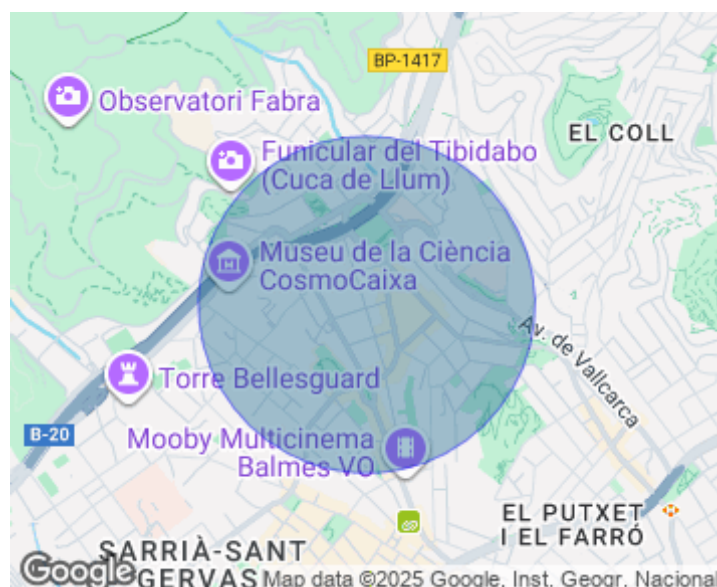 BP-1417
Observatori Fabra
EL COLL
Funicular del Tibidabo
(Cuca de Llum)
Museu de la Ciència
CosmoCaixa
Av. de Vallcarca
Torre Bellesguard
B-20
Mooby Multicinema
Balmes VO
EL PUTXET
I EL FARRÓ
SARRIÀ-SANT
GERVAS
Google
Map data ©2025 Google, Inst. Geogr. Nacional